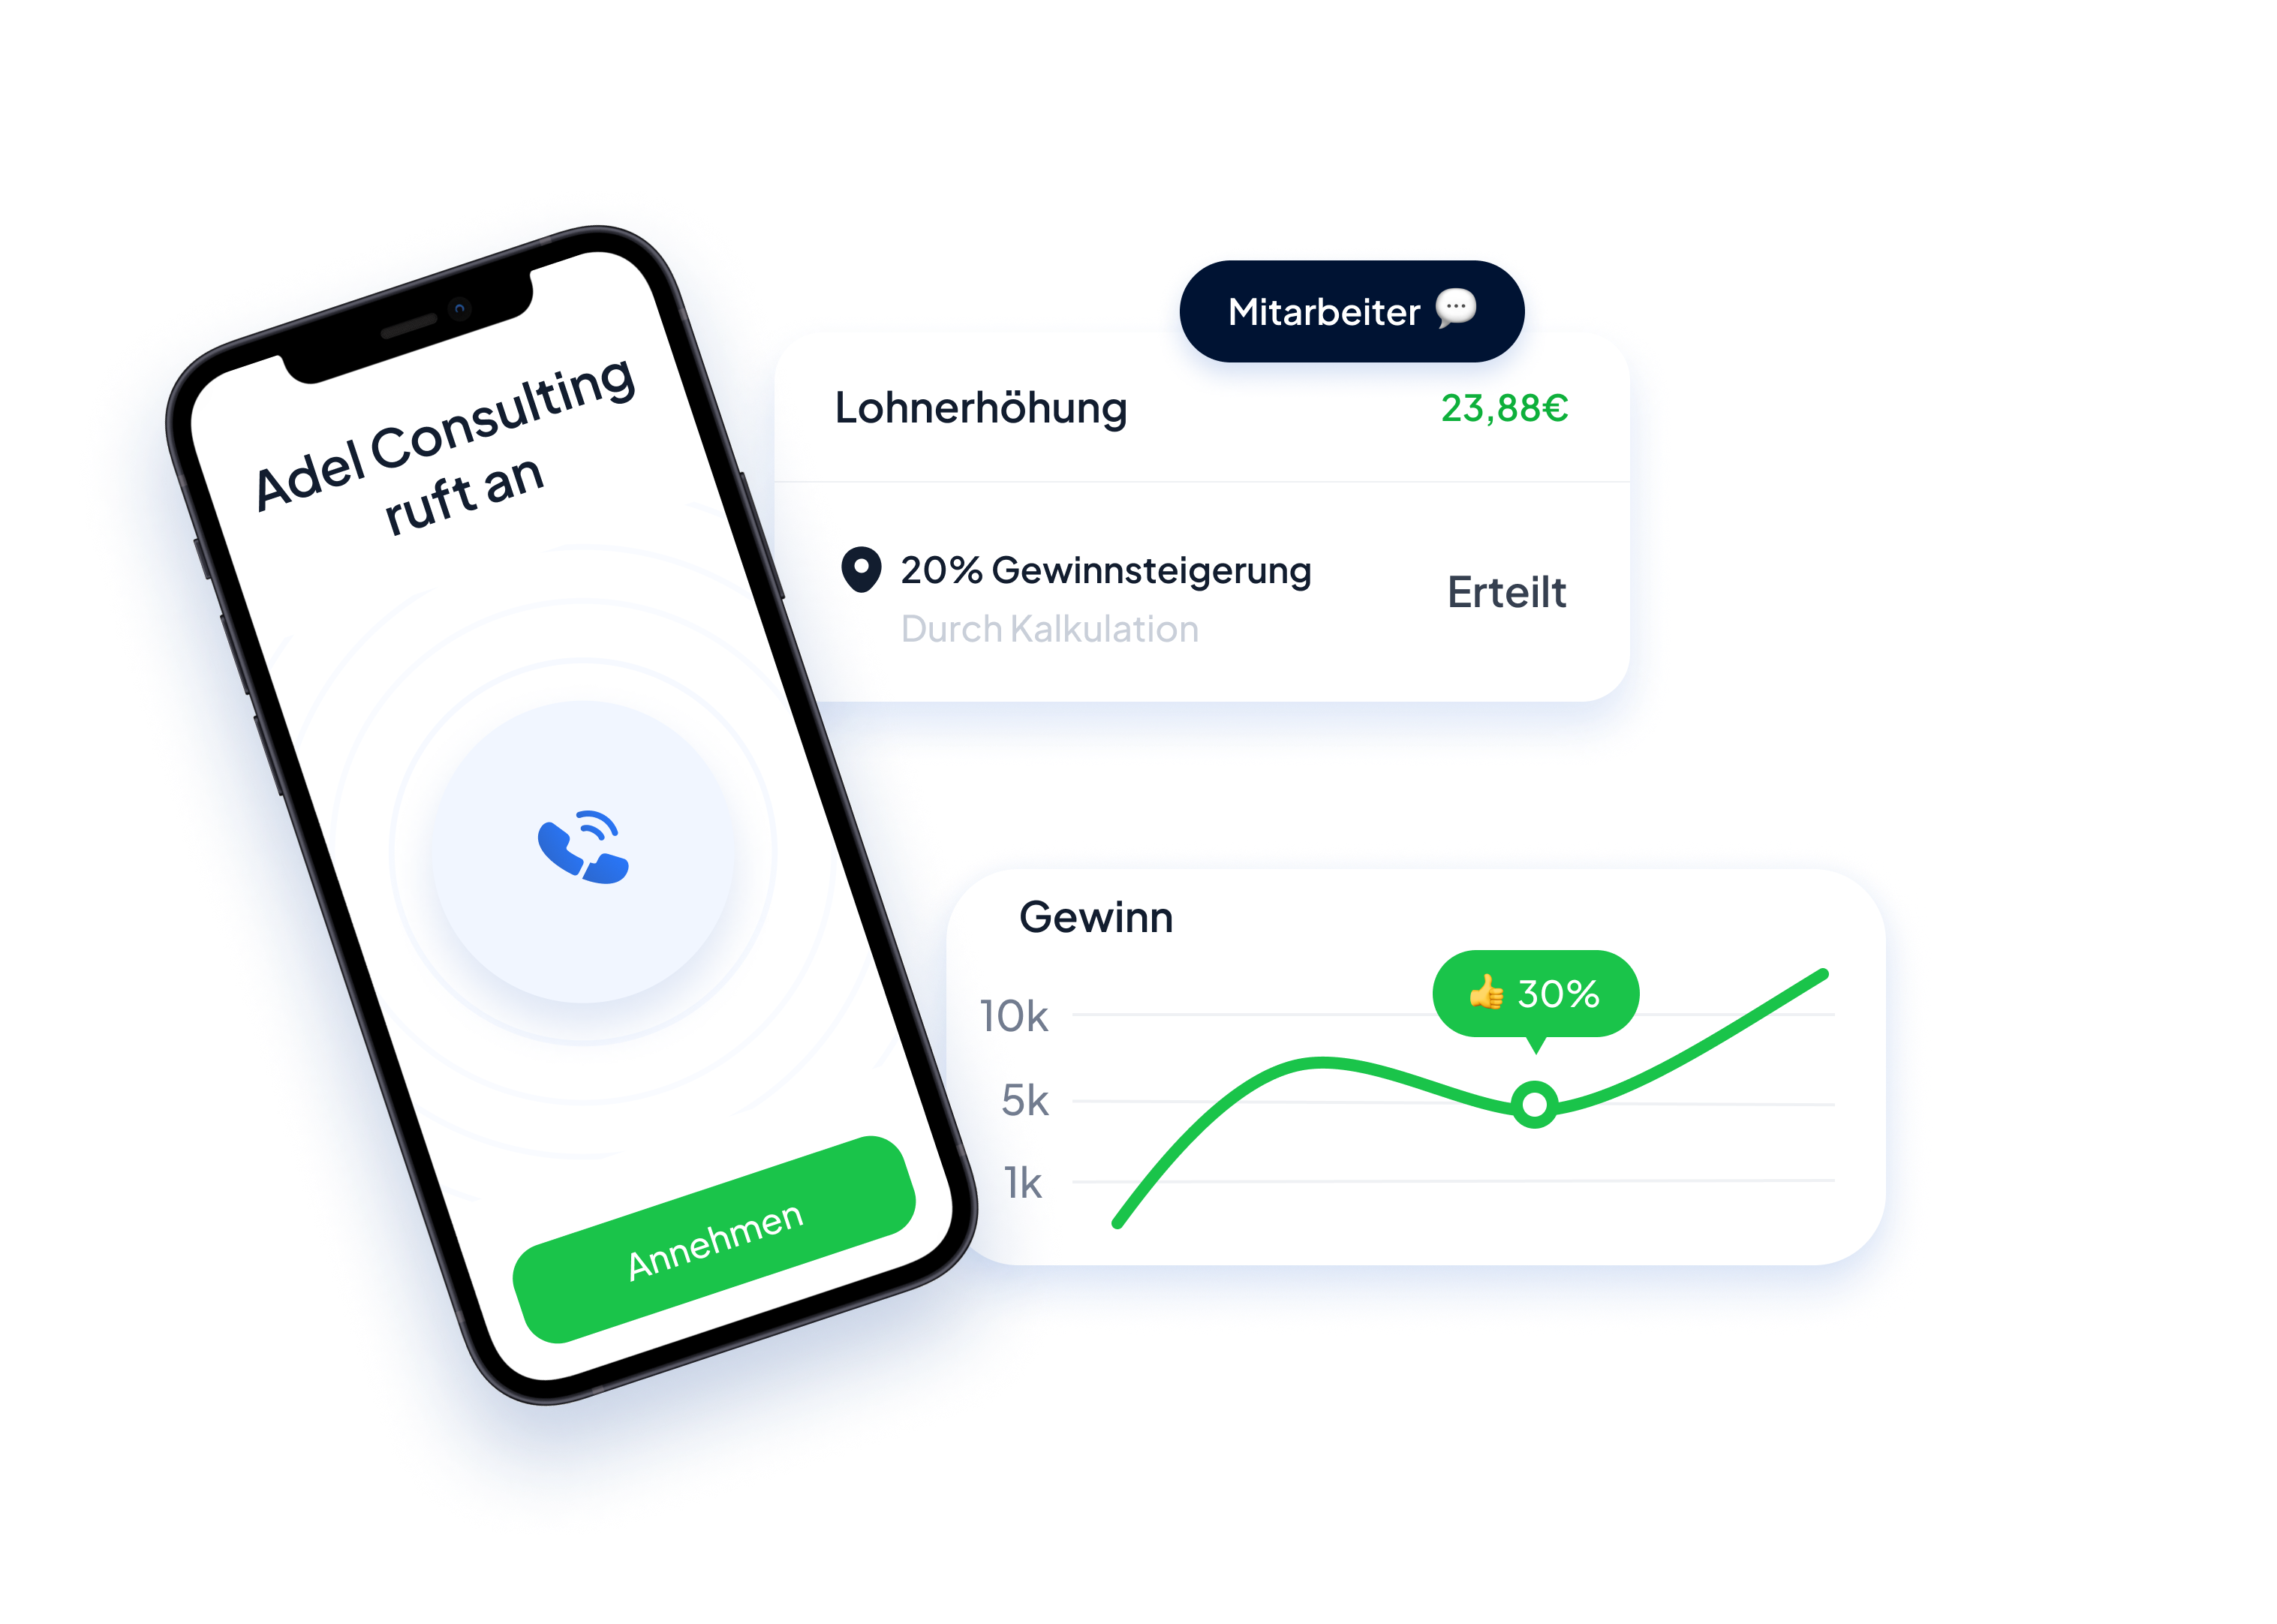 Adel Consulting
ruft an
Annehmen
Mitarbeiter
Lohnerhöhung 23,88€
20% Gewinnsteigerung
Durch Kalkulation
Erteilt
Gewinn
30%
10k
5k
1k